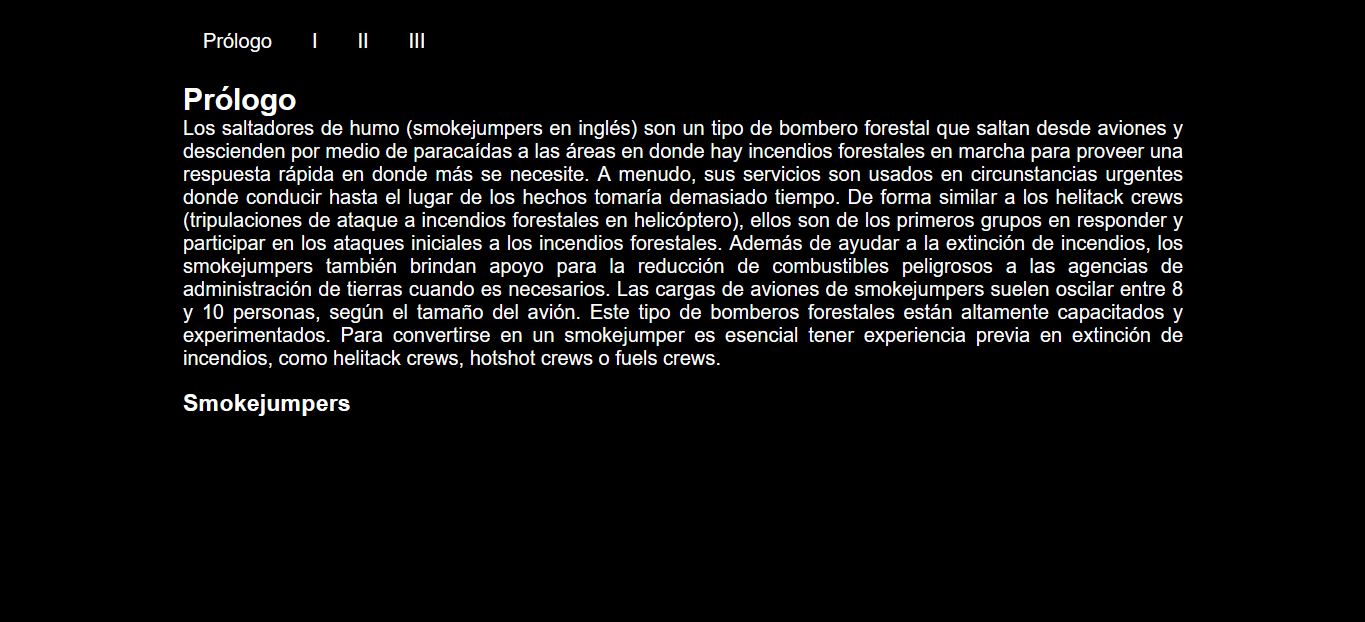 Prólogo I II III
Prólogo
Los saltadores de humo (smokejumpers en inglés) son un tipo de bombero forestal que saltan desde aviones y
descienden por medio de paracaídas a las áreas en donde hay incendios forestales en marcha para proveer una
respuesta rápida en donde más se necesite. A menudo, sus servicios son usados en circunstancias urgentes
donde conducir hasta el lugar de los hechos tomaría demasiado tiempo. De forma similar a los helitack crews
(tripulaciones de ataque a incendios forestales en helicóptero), ellos son de los primeros grupos en responder y
participar en los ataques iniciales a los incendios forestales. Además de ayudar a la extinción de incendios, los
smokejumpers también brindan apoyo para la reducción de combustibles peligrosos a las agencias de
administración de tierras cuando es necesarios. Las cargas de aviones de smokejumpers suelen oscilar entre 8
y 10 personas, según el tamaño del avión. Este tipo de bomberos forestales están altamente capacitados y
experimentados. Para convertirse en un smokejumper es esencial tener experiencia previa en extinción de
incendios, como helitack crews, hotshot crews o fuels crews.
Smokejumpers